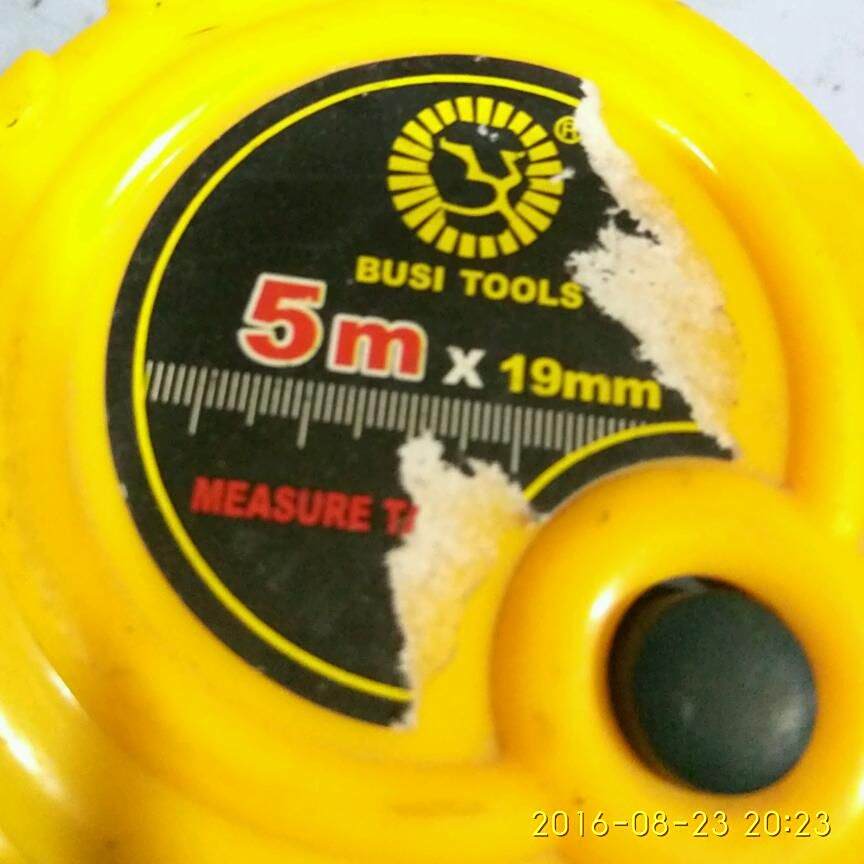 ®
BUSI TOOLS
5m x 19mm
MEASURE
2016-08-23 20:23